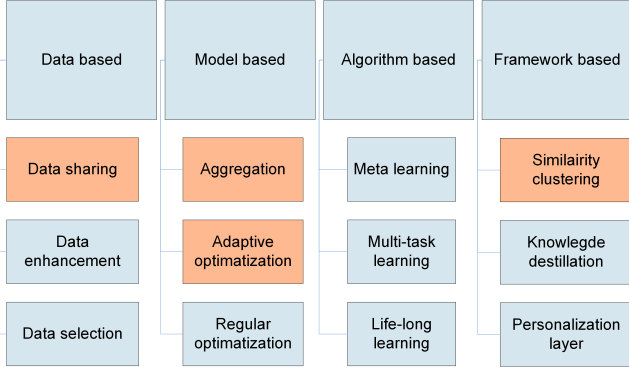 Data based
Model based
Algorithm based
Framework based
Data sharing
Aggregation
Meta learning
Similairity
clustering
Data
enhancement
Adaptive
optimatization
Multi-task
learning
Knowlegde
destillation
Data selection
Regular
optimatization
Life-long
learning
Personalization
layer